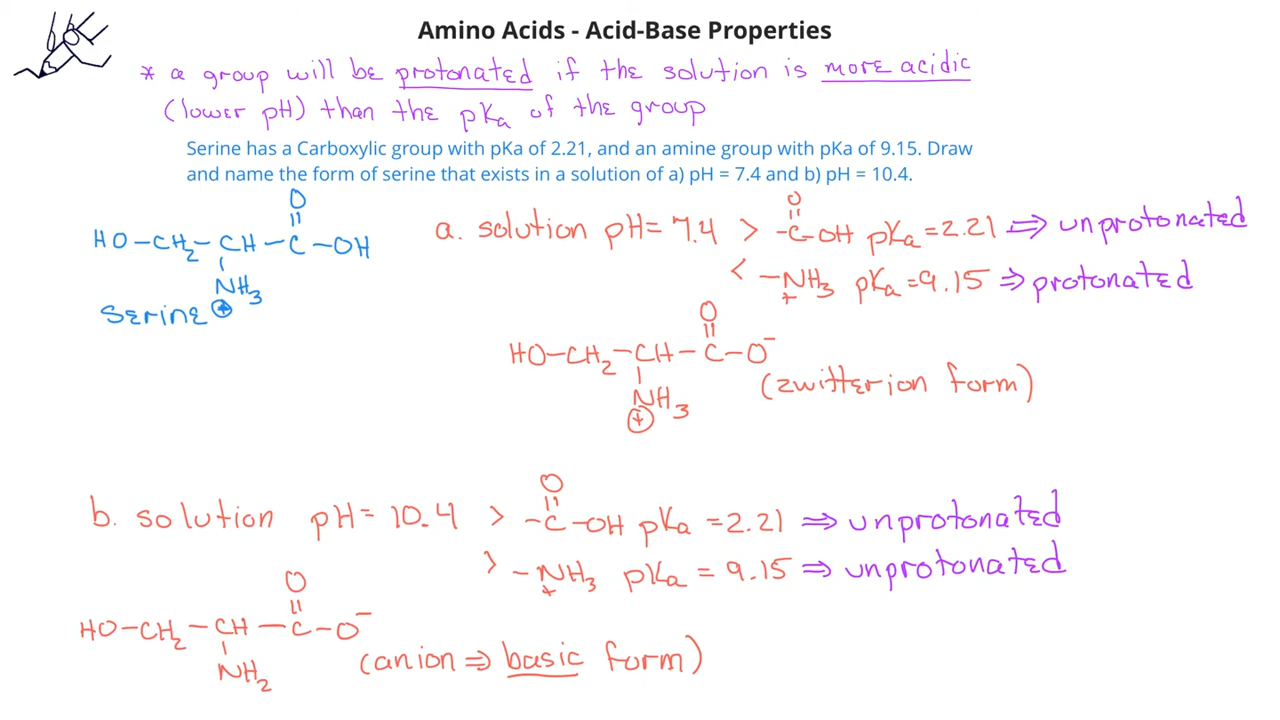 Amino Acids - Acid-Base Properties
* a group will be protonated if the solution is more acidic
(lower pH) than the pKa of the group
Serine has a Carboxylic group with pKa of 2.21, and an amine group with pKa of 9.15. Draw
and name the form of serine that exists in a solution of a) pH = 7.4 and b) pH = 10.4.
O
HO-CH2-CH-C-OH
NH3
+
serine
a. solution pH = 7.4 > -C-OH pKa = 2.21 ⇒ unprotonated
O
< -NH3 pKa = 9.15 ⇒ protonated
+
O
HO-CH2-CH-C-O-
NH3
+
(zwitterion form)
b. solution pH = 10.4 > -C-OH pKa = 2.21 ⇒ unprotonated
O
> -NH3 pKa = 9.15 ⇒ unprotonated
+
O
HO-CH2-CH-C-O-
NH2
(anion ⇒ basic form)